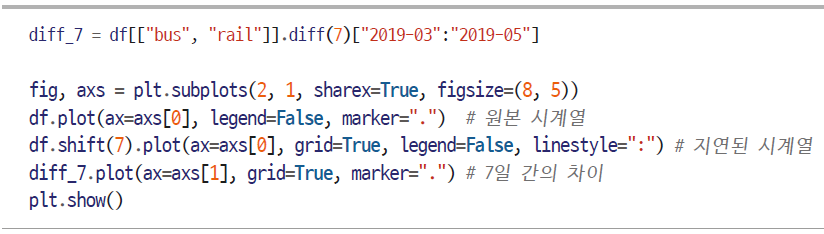 diff_7 = df[["bus", "rail"]].diff(7)["2019-03":"2019-05"]
fig, axs = plt.subplots(2, 1, sharex=True, figsize=(8, 5))
df.plot(ax=axs[0], legend=False, marker=".")  # 원본 시계열
df.shift(7).plot(ax=axs[0], grid=True, legend=False, linestyle=":") # 지연된 시계열
diff_7.plot(ax=axs[1], grid=True, marker=".") # 7일 간의 차이
plt.show()